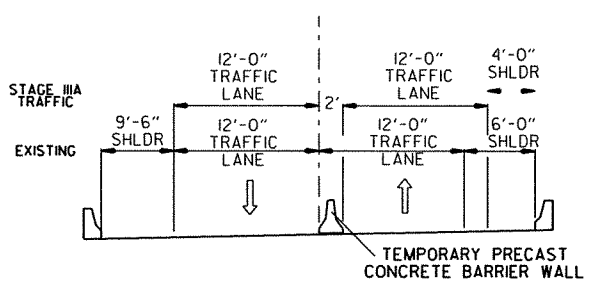 12'-0"
TRAFFIC
LANE
12'-0"
TRAFFIC
LANE
4'-0"
SHLDR
STAGE IIIA
TRAFFIC
2'
9'-6"
SHLDR
12'-0"
TRAFFIC
LANE
12'-0"
TRAFFIC
LANE
6'-0"
SHLDR
EXISTING
TEMPORARY PRECAST
CONCRETE BARRIER WALL